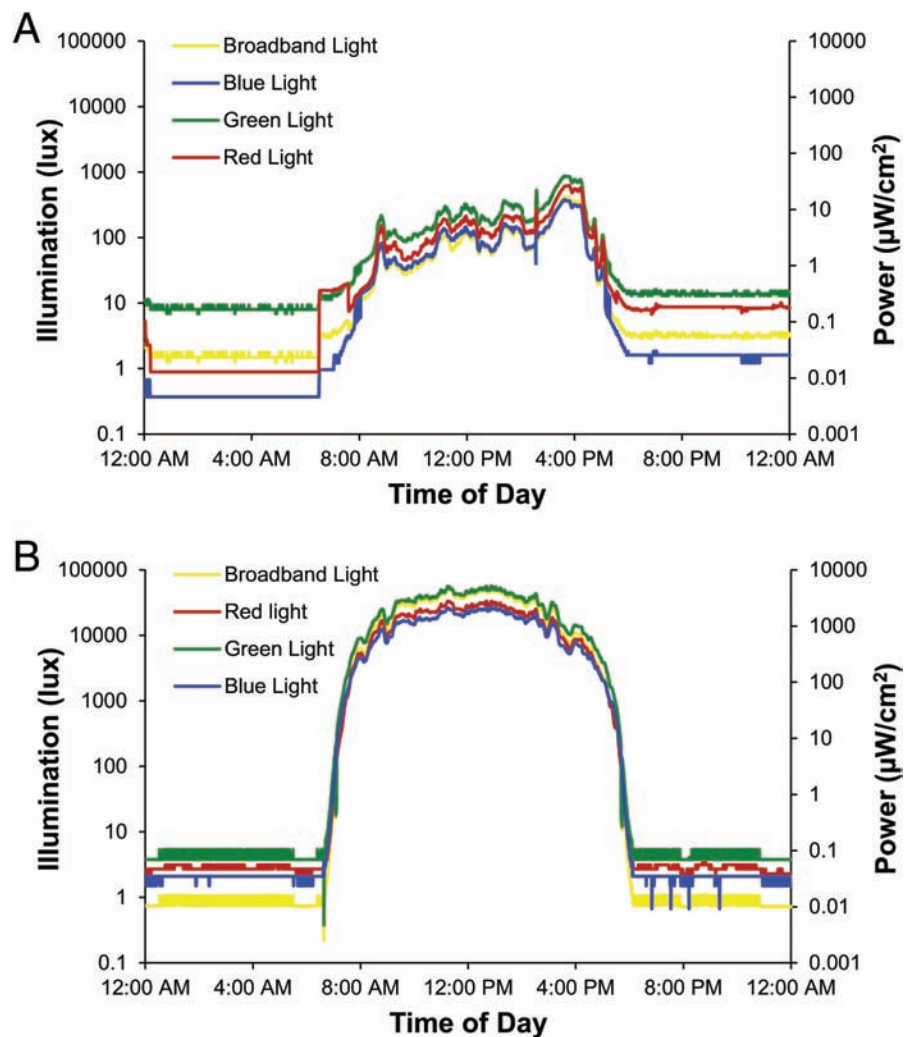 A
100000
10000
1000
100
10
1
0.1
Illumination (lux)
Broadband Light
Blue Light
Green Light
Red Light
10000
1000
100
10
1
0.1
0.01
0.001
Power (µW/cm²)
12:00 AM 4:00 AM 8:00 AM 12:00 PM 4:00 PM 8:00 PM 12:00 AM
Time of Day
B
100000
10000
1000
100
10
1
0.1
Illumination (lux)
Broadband Light
Red light
Green Light
Blue Light
10000
1000
100
10
1
0.1
0.01
0.001
Power (µW/cm²)
12:00 AM 4:00 AM 8:00 AM 12:00 PM 4:00 PM 8:00 PM 12:00 AM
Time of Day